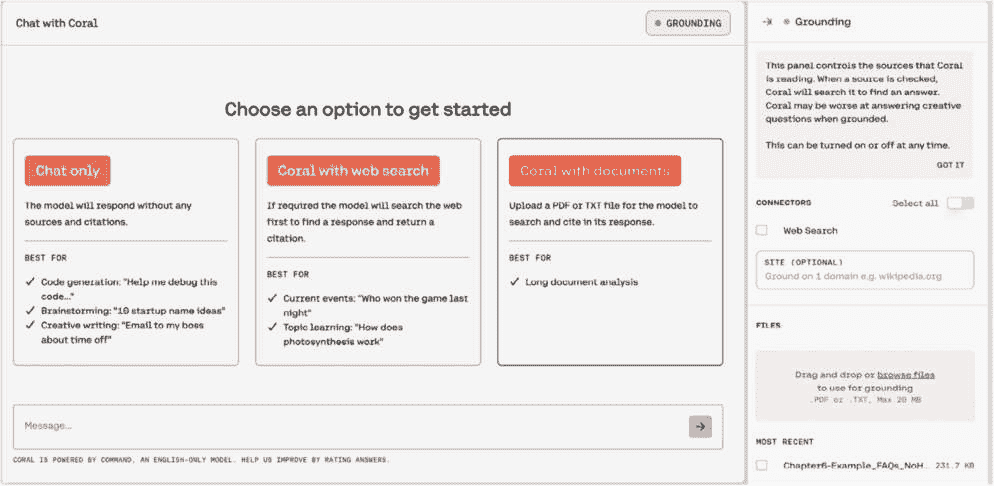 Chat with Coral
GROUNDING
Choose an option to get started
Chat only
The model will respond without any
sources and citations.
BEST FOR
✓ Code generation: "Help me debug this
code..."
✓ Brainstorming: "10 startup name ideas"
✓ Creative writing: "Email to my boss
about time off"
Coral with web search
If required the model will search the web
first to find a response and return a
citation.
BEST FOR
✓ Current events: "Who won the game last
night"
✓ Topic learning: "How does
photosynthesis work"
Coral with documents
Upload a PDF or TXT file for the model to
search and cite in its response.
BEST FOR
✓ Long document analysis
Message...
CORAL IS POWERED BY COMMAND, AN ENGLISH-ONLY MODEL. HELP US IMPROVE BY RATING ANSWERS.
Grounding
This panel controls the sources that Coral
is reading. When a source is checked,
Coral will search it to find an answer.
Coral may be worse at answering creative
questions when grounded.
This can be turned on or off at any time.
GOT IT
CONNECTORS
Select all
Web Search
SITE (OPTIONAL)
Ground on 1 domain e.g. wikipedia.org
FILES
Drag and drop or browse files
to use for grounding
.PDF or .TXT, Max 20 MB
MOST RECENT
Chapter6-Example_FAQs_NoH... 231.7 KB